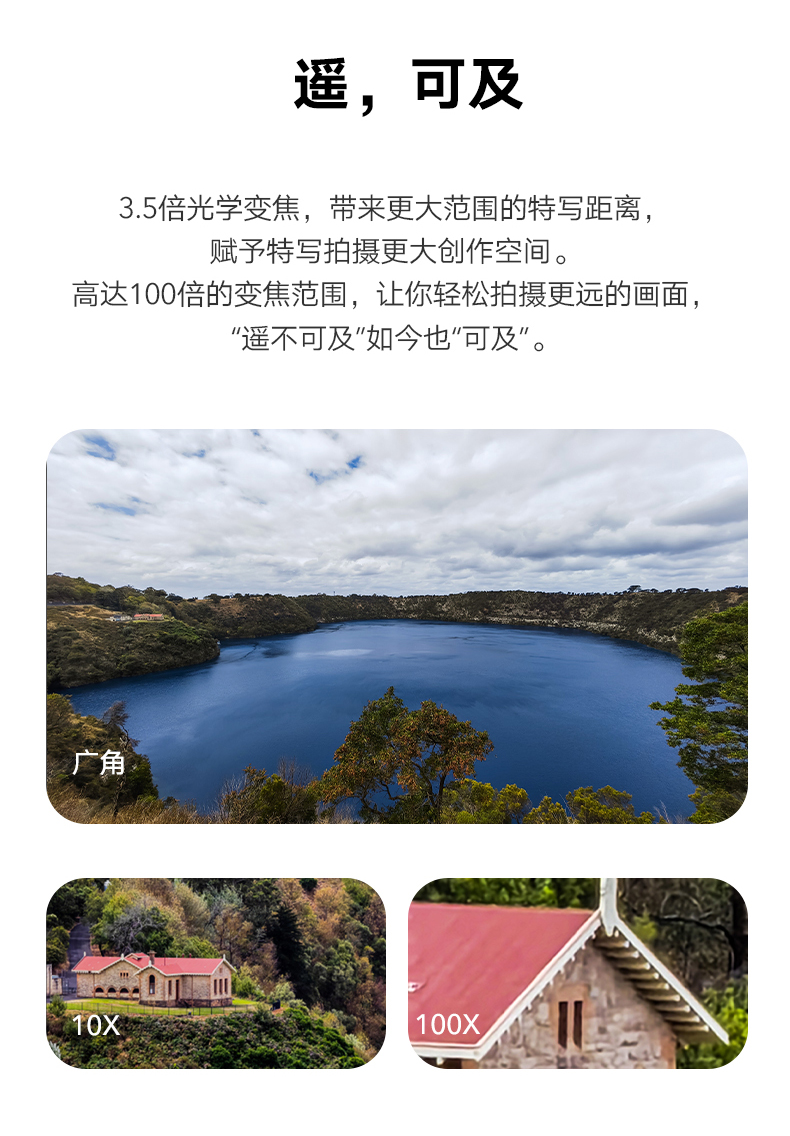 遥，可及
3.5倍光学变焦，带来更大范围的特写距离，
赋予特写拍摄更大创作空间。
高达100倍的变焦范围，让你轻松拍摄更远的画面，
“遥不可及”如今也“可及”。
广角
10X
100X